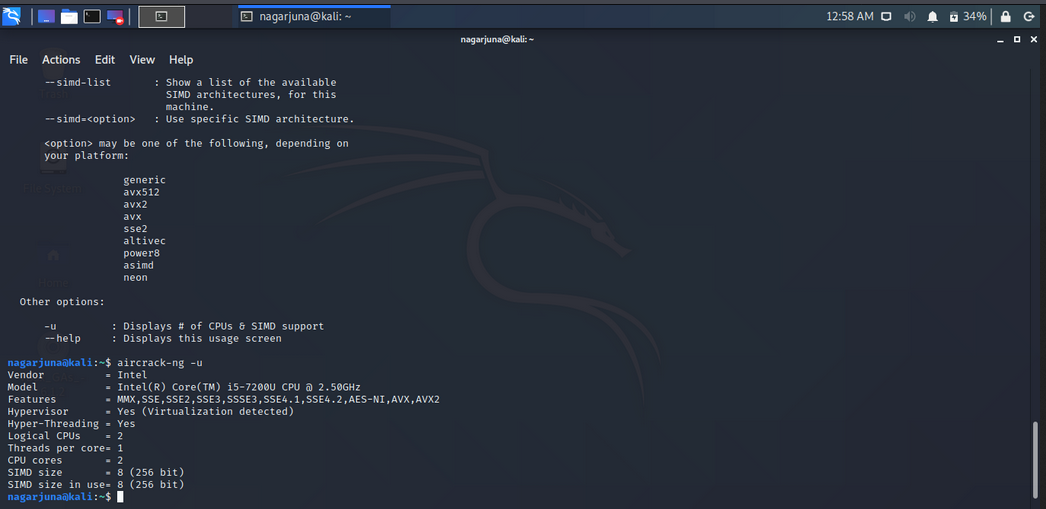 nagarjuna@kali: ~
12:58 AM
34%
nagarjuna@kali: ~
File Actions Edit View Help
--simd-list : Show a list of the available
SIMD architectures, for this
machine.
--simd=<option> : Use specific SIMD architecture.
<option> may be one of the following, depending on
your platform:
generic
avx512
avx2
avx
sse2
altivec
power8
asimd
neon
Other options:
-u : Displays # of CPUs & SIMD support
--help : Displays this usage screen
nagarjuna@kali:~$ aircrack-ng -u
Vendor = Intel
Model = Intel(R) Core(TM) i5-7200U CPU @ 2.50GHz
Features = MMX,SSE,SSE2,SSE3,SSSE3,SSE4.1,SSE4.2,AES-NI,AVX,AVX2
Hypervisor = Yes (Virtualization detected)
Hyper-Threading = Yes
Logical CPUs = 2
Threads per core= 1
CPU cores = 2
SIMD size = 8 (256 bit)
SIMD size in use= 8 (256 bit)
nagarjuna@kali:~$